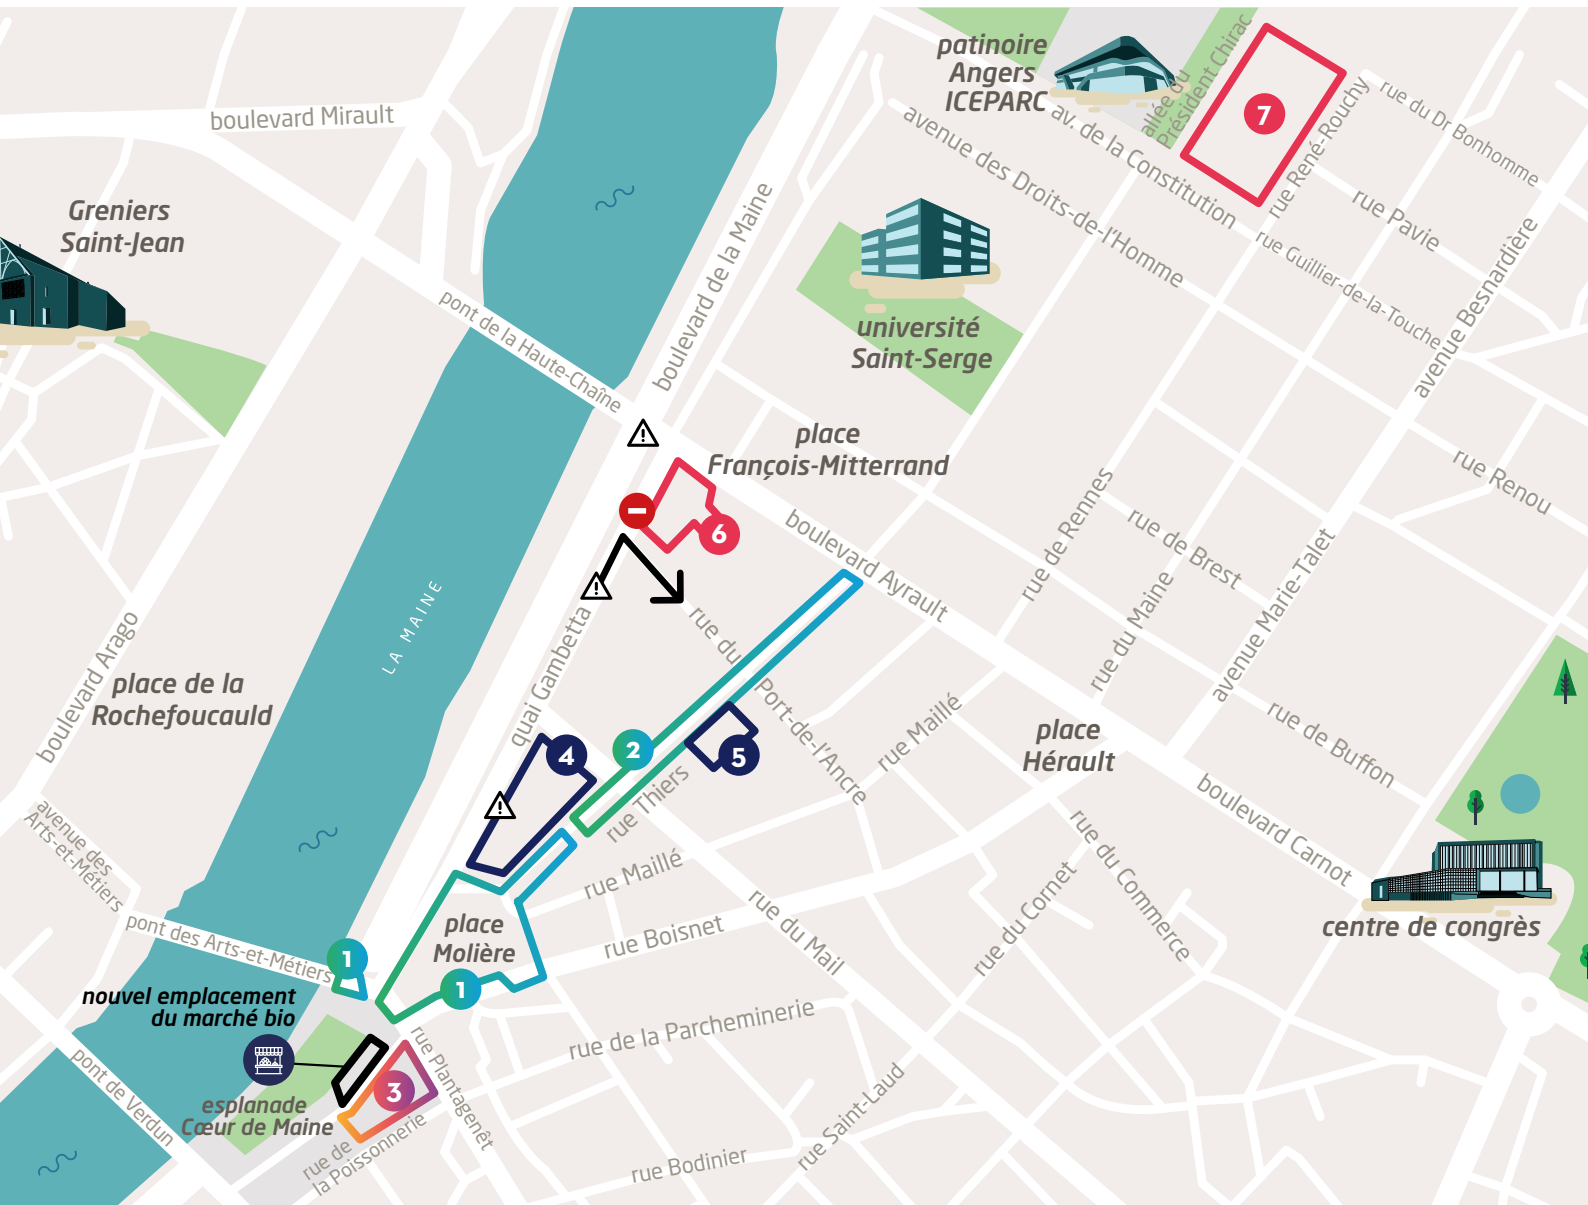 patinoire
Angers
ICEPARC
allée du
Président Chirac
7
rue du Dr Bonhomme
boulevard Mirault
avenue des Droits-de-l'Homme
av. de la Constitution
rue René-Rouchy
rue Pavie
Greniers
Saint-Jean
boulevard de la Maine
rue Guillier-de-la-Touche
avenue Besnardière
pont de la Haute-Chaîne
université
Saint-Serge
place
François-Mitterrand
rue Renou
6
boulevard Ayrault
rue de Rennes
rue de Brest
LA MAINE
quai Gambetta
rue du
Port-de-l'Ancre
rue du Maine
avenue Marie-Talet
boulevard Arago
place de la
Rochefoucauld
rue Maillé
place
Hérault
rue de Buffon
4
2
5
rue Thiers
boulevard Carnot
avenue des
Arts-et-Métiers
rue Maillé
rue du Mail
rue du Cornet
rue du Commerce
centre de congrès
pont des Arts-et-Métiers
1
place
Molière
1
rue Boisnet
nouvel emplacement
du marché bio
rue de la Parcheminerie
rue Plantagenêt
pont de Verdun
3
esplanade
Cœur de Maine
rue de
la Poissonnerie
rue Saint-Laud
rue Bodinier